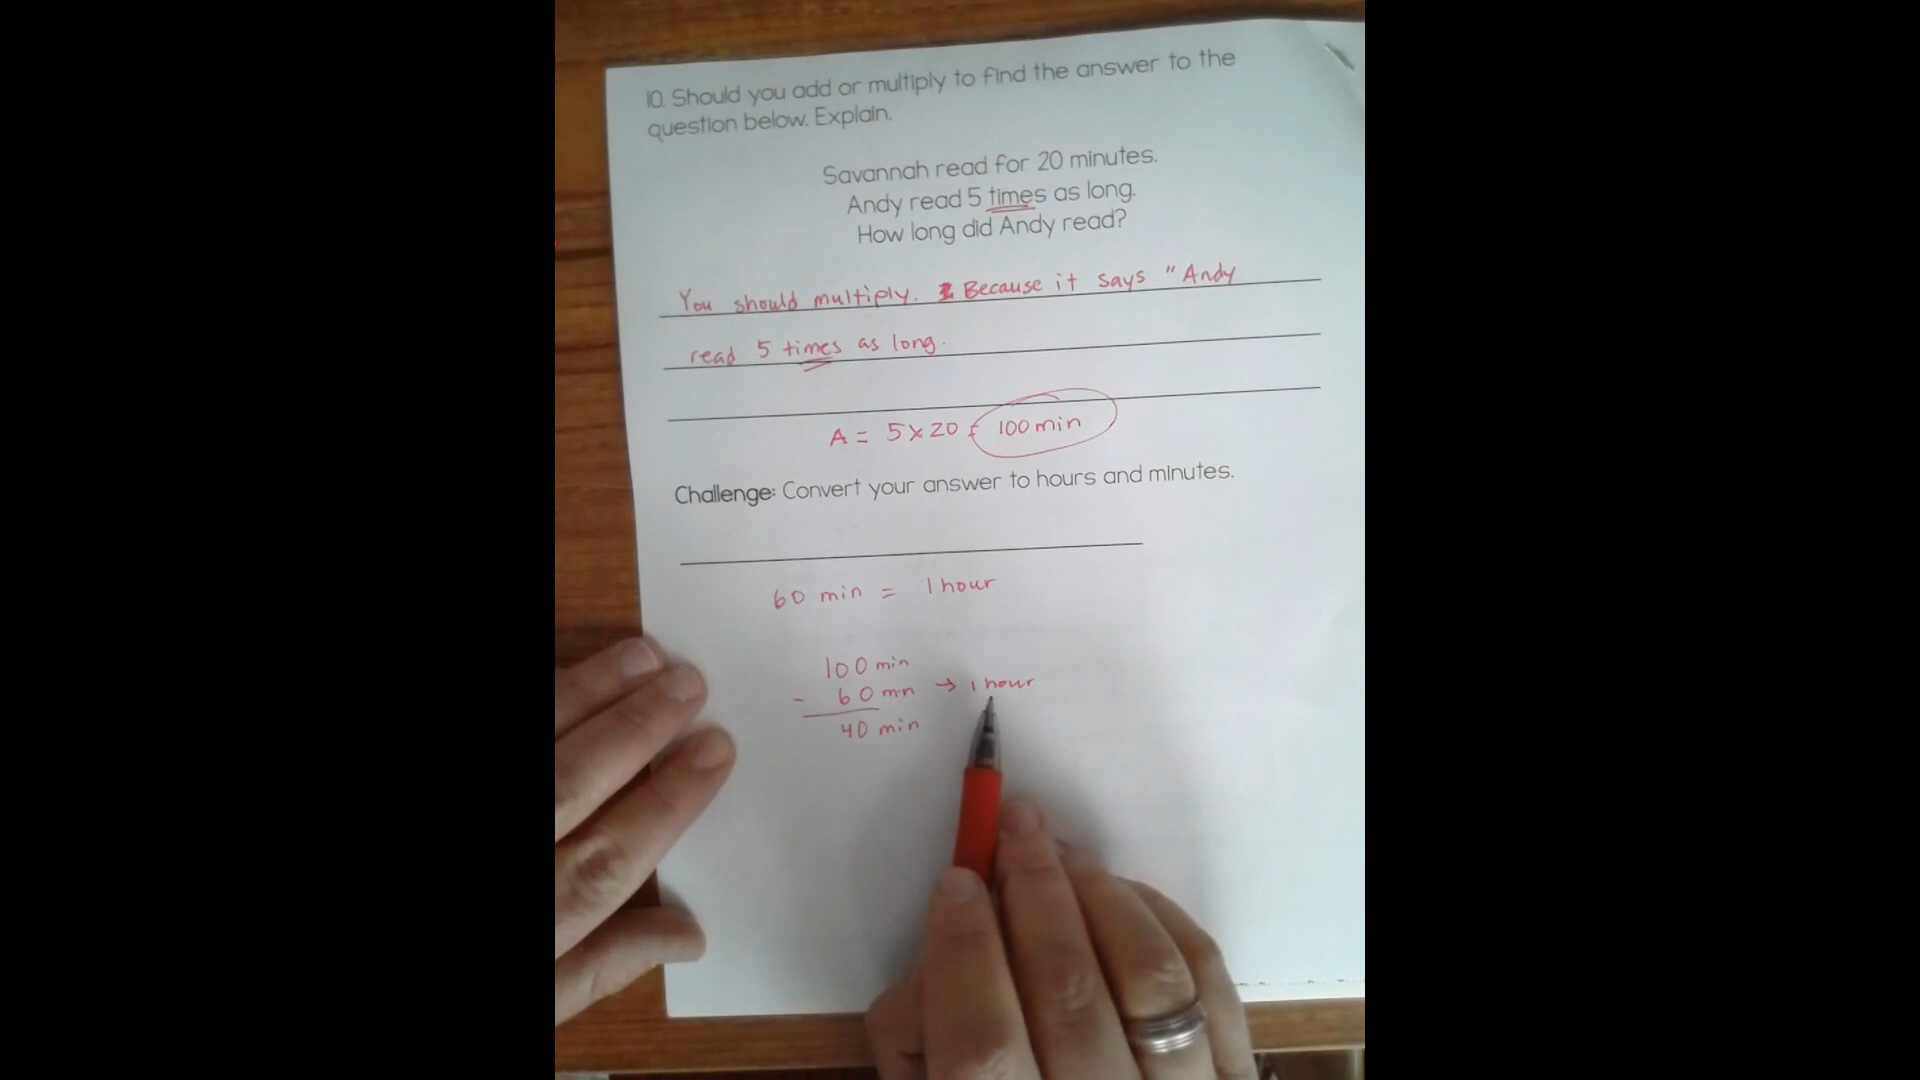 10. Should you add or multiply to find the answer to the
question below. Explain.
Savannah read for 20 minutes.
Andy read 5 times as long.
How long did Andy read?
You should multiply. Because it says "Andy
read 5 times as long.
A = 5 x 20 = 100 min
Challenge: Convert your answer to hours and minutes.
60 min = 1 hour
100 min
- 60 min → 1 hour
40 min